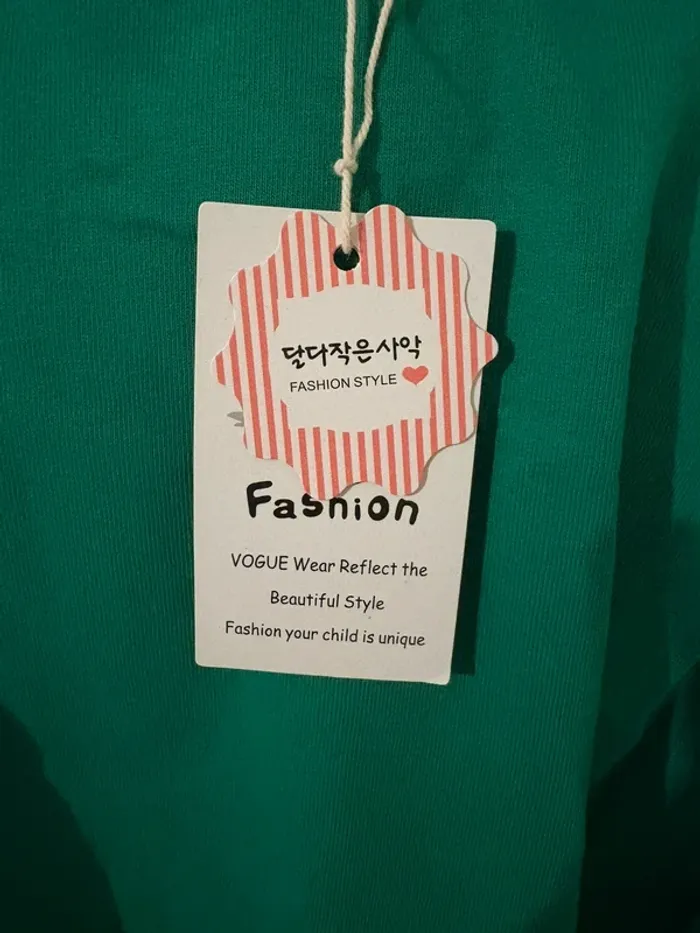 달다작은사악
FASHION STYLE
Fashion
VOGUE Wear Reflect the
Beautiful Style
Fashion your child is unique